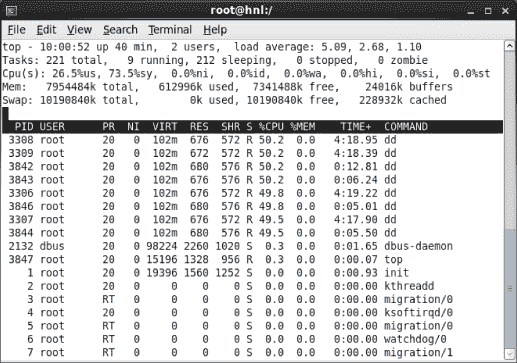 root@hnl:/
File Edit View Search Terminal Help
top - 10:00:52 up 40 min,  2 users,  load average: 5.09, 2.68, 1.10
Tasks: 221 total,   9 running, 212 sleeping,   0 stopped,   0 zombie
Cpu(s): 26.5%us, 73.5%sy,  0.0%ni,  0.0%id,  0.0%wa,  0.0%hi,  0.0%si,  0.0%st
Mem:   7954484k total,   612996k used,  7341488k free,    24016k buffers
Swap: 10190840k total,        0k used, 10190840k free,   228932k cached
PID USER      PR  NI  VIRT  RES  SHR S %CPU %MEM    TIME+  COMMAND
3308 root      20   0  102m  676  572 R 50.2  0.0   4:18.95 dd
3309 root      20   0  102m  672  572 R 50.2  0.0   4:18.39 dd
3842 root      20   0  102m  680  576 R 50.2  0.0   0:12.81 dd
3843 root      20   0  102m  676  576 R 50.2  0.0   0:06.24 dd
3306 root      20   0  102m  676  572 R 49.8  0.0   4:19.22 dd
3846 root      20   0  102m  680  576 R 49.8  0.0   0:05.01 dd
3307 root      20   0  102m  676  572 R 49.8  0.0   4:17.90 dd
3844 root      20   0  102m  680  576 R 49.5  0.0   0:05.50 dd
2132 dbus      20   0 98224 2260 1020 S  0.3  0.0   0:01.65 dbus-daemon
3847 root      20   0 15196 1328  956 R  0.3  0.0   0:00.07 top
1 root      20   0 19396 1560 1252 S  0.0  0.0   0:00.93 init
2 root      20   0     0    0    0 S  0.0  0.0   0:00.00 kthreadd
3 root      RT   0     0    0    0 S  0.0  0.0   0:00.00 migration/0
4 root      20   0     0    0    0 S  0.0  0.0   0:00.00 ksoftirqd/0
5 root      RT   0     0    0    0 S  0.0  0.0   0:00.00 migration/0
6 root      RT   0     0    0    0 S  0.0  0.0   0:00.00 watchdog/0
7 root      RT   0     0    0    0 S  0.0  0.0   0:00.00 migration/1